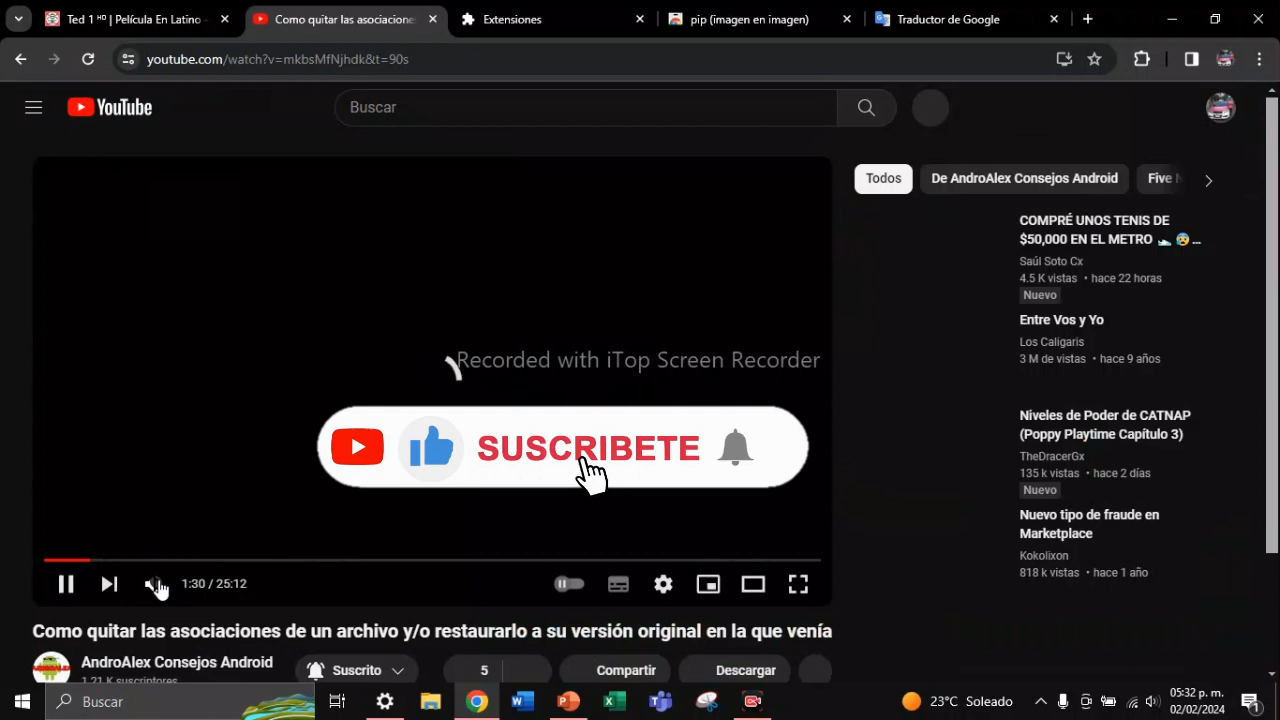 Ted 1 ᴴᴰ | Película En Latino -
Como quitar las asociaciones
Extensiones
pip (imagen en imagen)
Traductor de Google
youtube.com/watch?v=mkbsMfNjhdk&t=90s
YouTube
Buscar
Todos
De AndroAlex Consejos Android
Five
COMPRÉ UNOS TENIS DE
$50,000 EN EL METRO 👟 😰...
Saúl Soto Cx
4.5 K vistas • hace 22 horas
Nuevo
Entre Vos y Yo
Los Caligaris
3 M de vistas • hace 9 años
Niveles de Poder de CATNAP
(Poppy Playtime Capítulo 3)
TheDracerGx
135 k vistas • hace 2 días
Nuevo
Nuevo tipo de fraude en
Marketplace
Kokolixon
818 k vistas • hace 1 año
Recorded with iTop Screen Recorder
SUSCRIBETE
1:30 / 25:12
Como quitar las asociaciones de un archivo y/o restaurarlo a su versión original en la que venía
AndroAlex Consejos Android
1.21 K suscriptores
Suscrito
5
Compartir
Descargar
Buscar
23°C Soleado
05:32 p. m.
02/02/2024
1